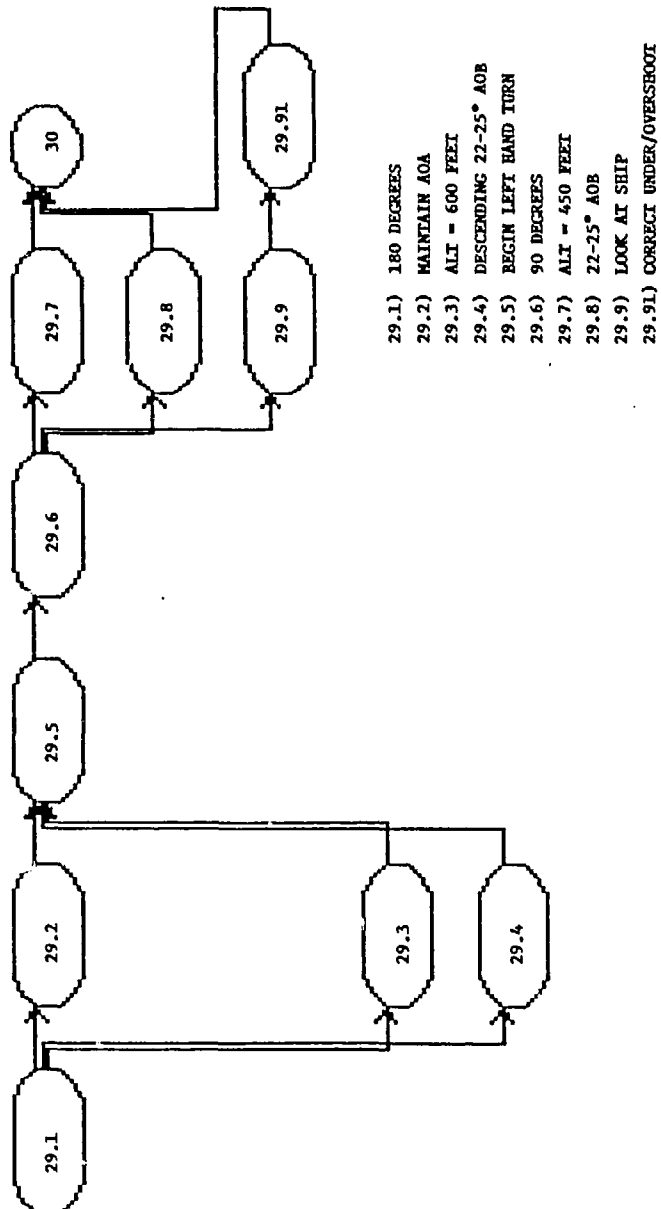 29.1
29.2
29.3
29.4
29.5
29.6
29.7
29.8
29.9
29.91
30
29.1) 180 DEGREES
29.2) MAINTAIN AOA
29.3) ALT = 600 FEET
29.4) DESCENDING 22-25° AOB
29.5) BEGIN LEFT HAND TURN
29.6) 90 DEGREES
29.7) ALT = 450 FEET
29.8) 22-25° AOB
29.9) LOOK AT SHIP
29.91) CORRECT UNDER/OVERSHOOT